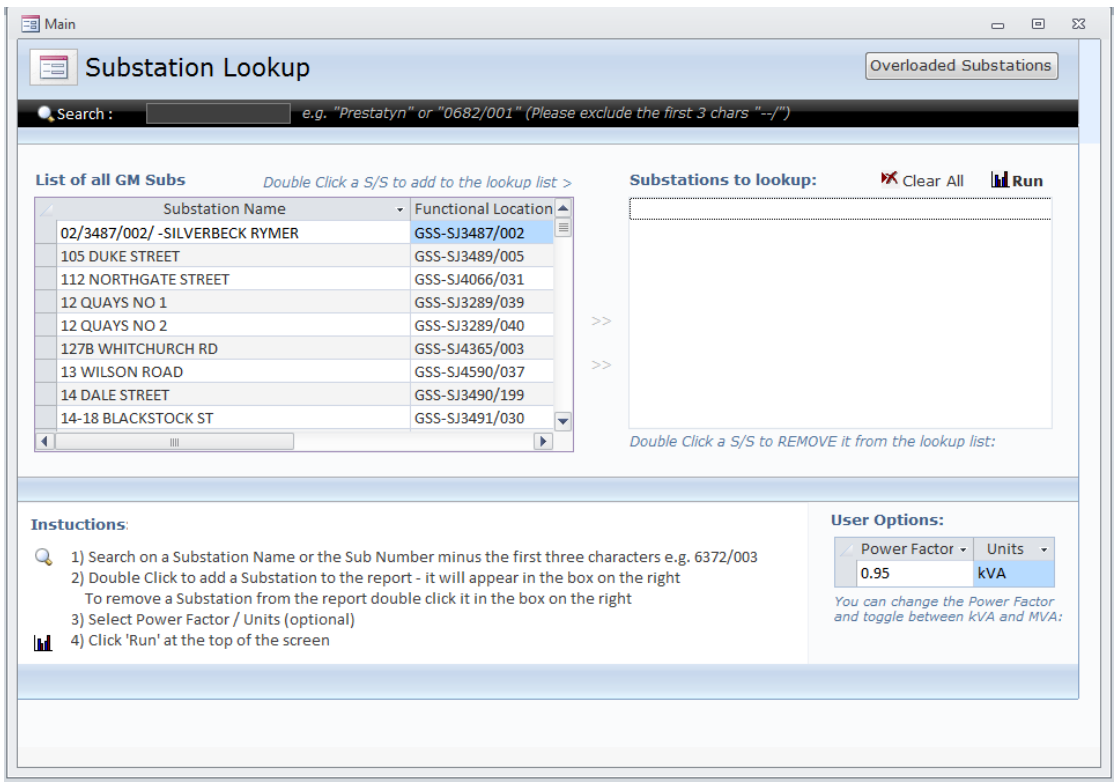 Main
Substation Lookup
Overloaded Substations
Search :
e.g. "Prestatyn" or "0682/001" (Please exclude the first 3 chars "--/")
List of all GM Subs
Double Click a S/S to add to the lookup list >
Substation Name Functional Location
02/3487/002/ -SILVERBECK RYMER GSS-SJ3487/002
105 DUKE STREET GSS-SJ3489/005
112 NORTHGATE STREET GSS-SJ4066/031
12 QUAYS NO 1 GSS-SJ3289/039
12 QUAYS NO 2 GSS-SJ3289/040
127B WHITCHURCH RD GSS-SJ4365/003
13 WILSON ROAD GSS-SJ4590/037
14 DALE STREET GSS-SJ3490/199
14-18 BLACKSTOCK ST GSS-SJ3491/030
>>
>>
Substations to lookup:
Clear All
Run
Double Click a S/S to REMOVE it from the lookup list:
Instuctions:
1) Search on a Substation Name or the Sub Number minus the first three characters e.g. 6372/003
2) Double Click to add a Substation to the report - it will appear in the box on the right
To remove a Substation from the report double click it in the box on the right
3) Select Power Factor / Units (optional)
4) Click 'Run' at the top of the screen
User Options:
Power Factor Units
0.95 kVA
You can change the Power Factor
and toggle between kVA and MVA: